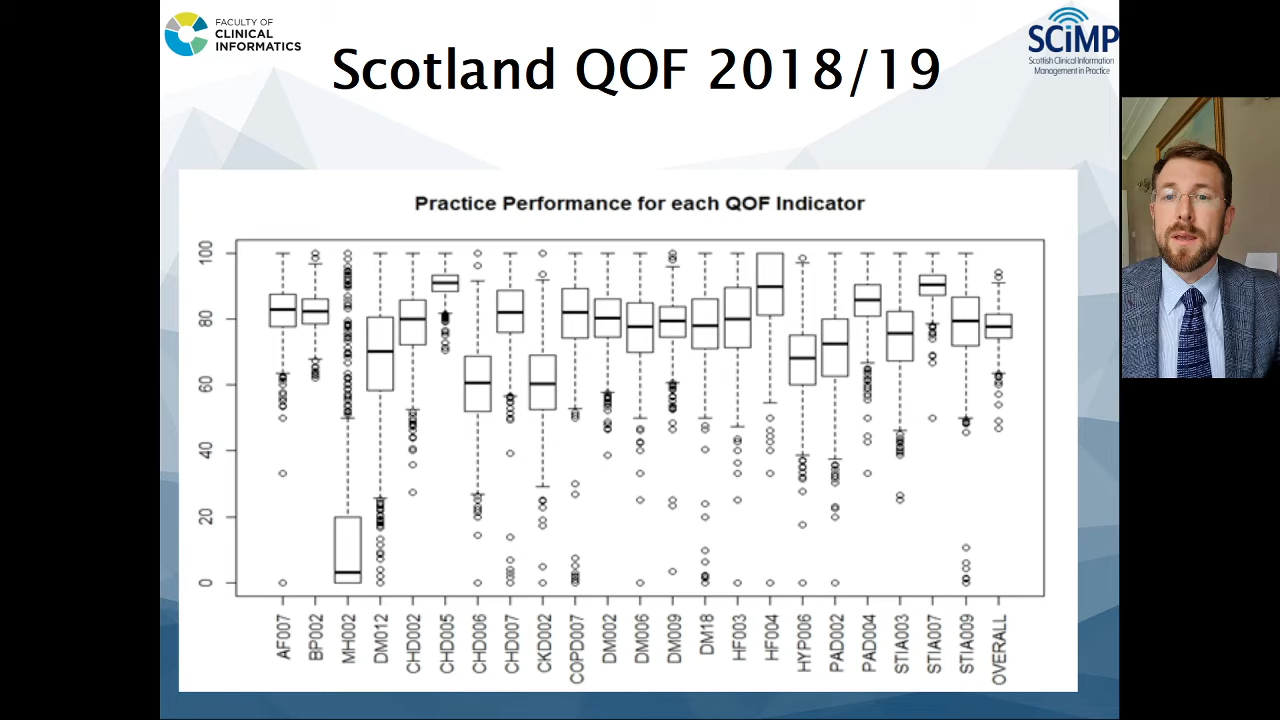 FACULTY OF
CLINICAL
INFORMATICS
Scotland QOF 2018/19
SCiMP
Scottish Clinical Information
Management in Practice
Practice Performance for each QOF Indicator
100
80
60
40
20
0
AF007
BP002
MH002
DM012
CHD002
CHD005
CHD006
CHD007
CKD002
COPD007
DM002
DM006
DM009
DM18
HF003
HF004
HYP006
PAD002
PAD004
STIA003
STIA007
STIA009
OVERALL